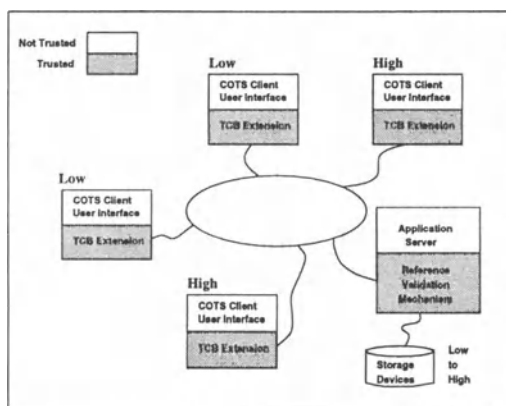 Not Trusted
Trusted
Low
COTS Client
User Interface
TCB Extension
High
COTS Client
User Interface
TCB Extension
Low
COTS Client
User Interface
TCB Extension
High
COTS Client
User Interface
TCB Extension
Application
Server
Reference
Validation
Mechanism
Storage
Devices
Low
to
High